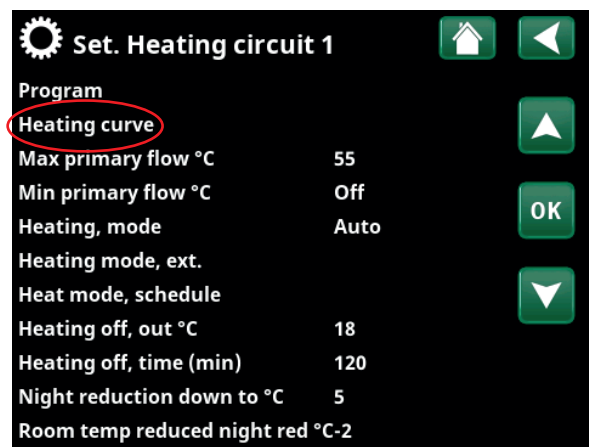 Set. Heating circuit 1
Program
Heating curve
Max primary flow °C 55
Min primary flow °C Off
Heating, mode Auto
OK
Heating mode, ext.
Heat mode, schedule
Heating off, out °C 18
Heating off, time (min) 120
Night reduction down to °C 5
Room temp reduced night red °C-2